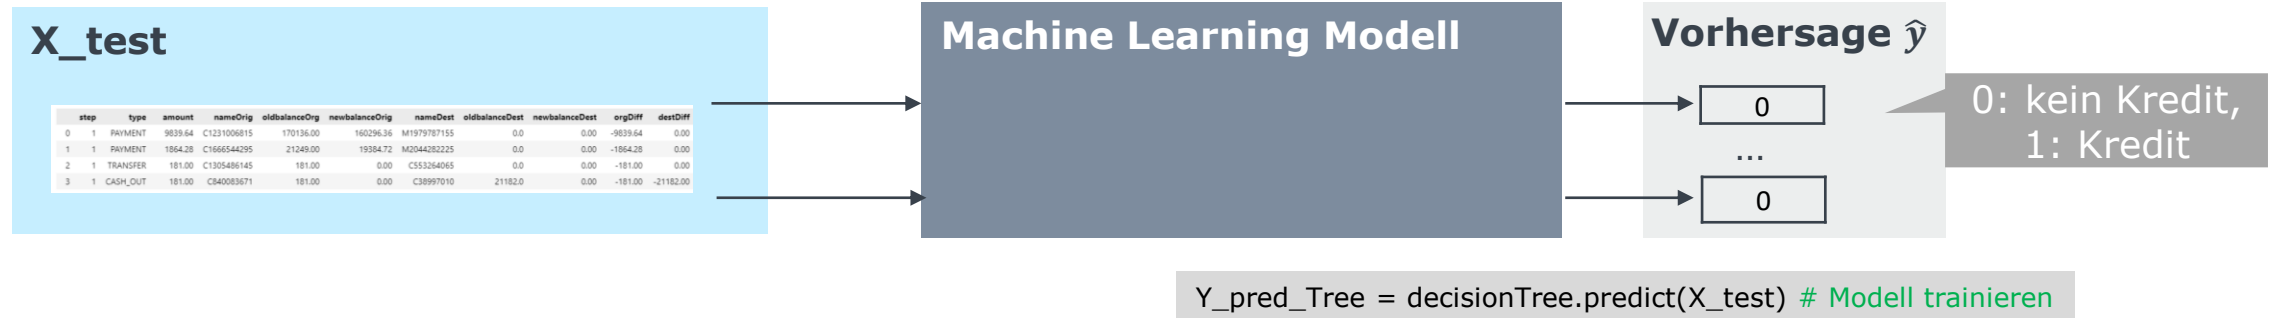 X_test
Machine Learning Modell
Vorhersage ŷ
step type amount nameOrig oldbalanceOrg newbalanceOrig nameDest oldbalanceDest newbalanceDest orgDiff destDiff
0 1 PAYMENT 9839.64 C1231006815 170136.00 160296.36 M1979787155 0.0 0.00 -9839.64 0.00
1 1 PAYMENT 1864.28 C1666544295 21249.00 19384.72 M2044282225 0.0 0.00 -1864.28 0.00
2 1 TRANSFER 181.00 C1305486145 181.00 0.00 C553264065 0.0 0.00 -181.00 0.00
3 1 CASH_OUT 181.00 C840083671 181.00 0.00 C38997010 21182.0 0.00 -181.00 -21182.00
0
...
0
0: kein Kredit,
1: Kredit
Y_pred_Tree = decisionTree.predict(X_test) # Modell trainieren